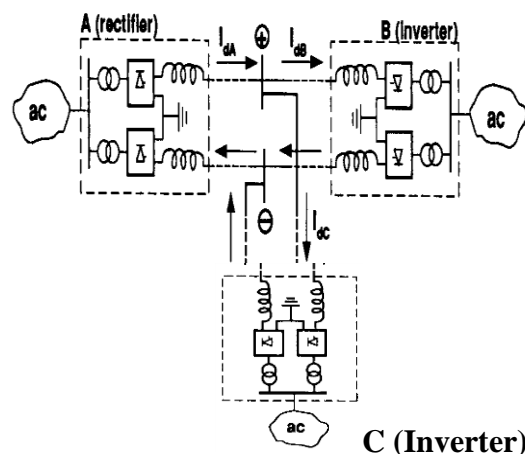 A (rectifier)
I_dA
⊕
I_dB
B (inverter)
ac
ac
⊖
I_dC
ac
C (Inverter)